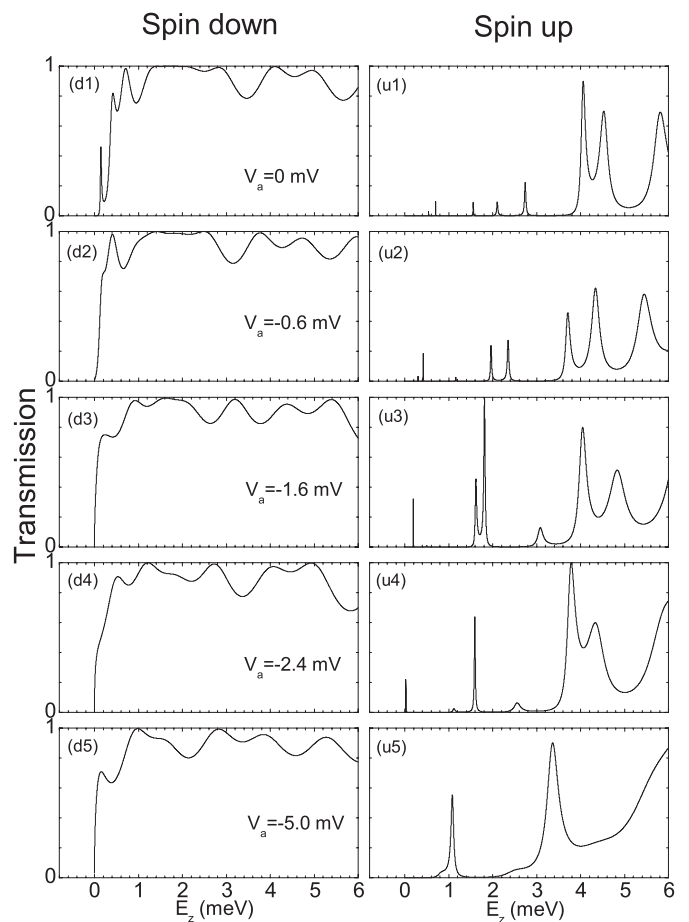 Spin down Spin up
Transmission
1 (d1) V_a=0 mV 0
(u1)
1 (d2) V_a=-0.6 mV 0
(u2)
1 (d3) V_a=-1.6 mV 0
(u3)
1 (d4) V_a=-2.4 mV 0
(u4)
1 (d5) V_a=-5.0 mV 0
(u5)
0 1 2 3 4 5 6 0 1 2 3 4 5 6
E_z (meV) E_z (meV)